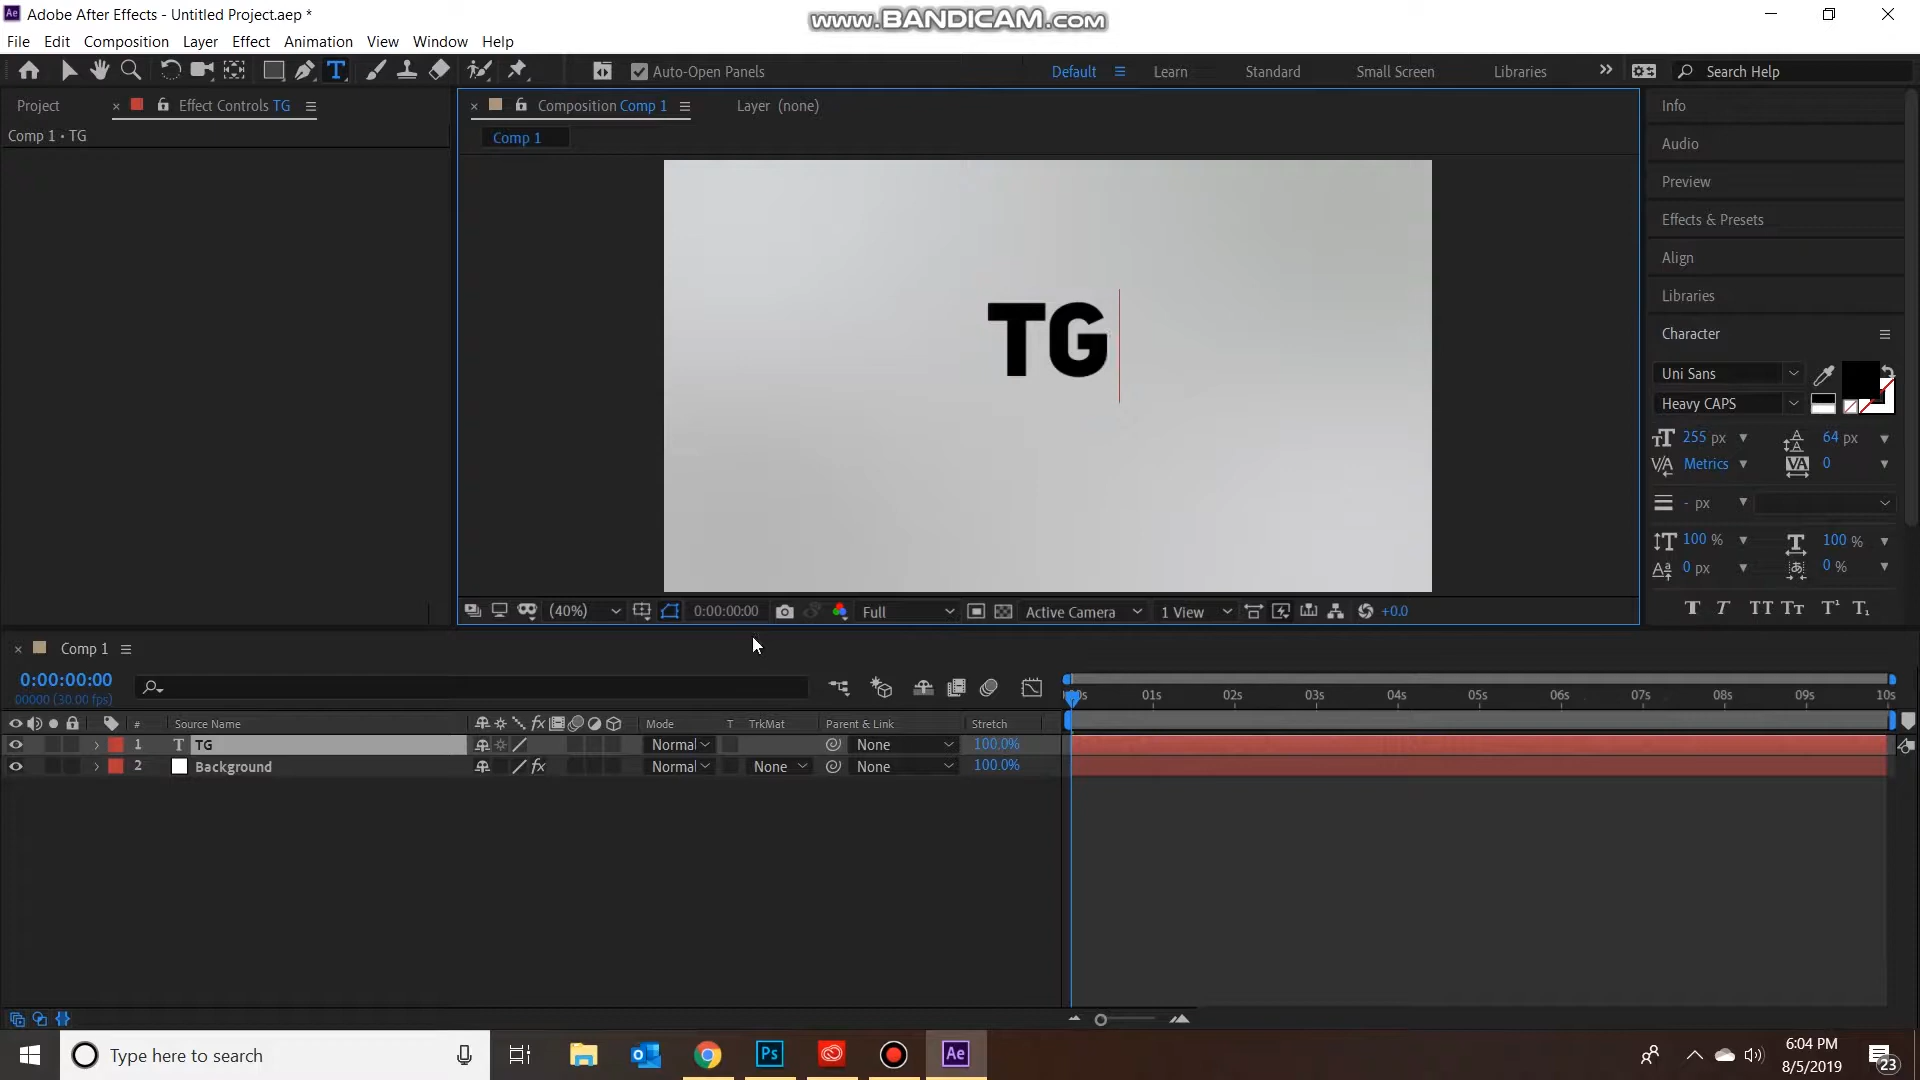 Adobe After Effects - Untitled Project.aep *
www.BANDICAM.com
File Edit Composition Layer Effect Animation View Window Help
Auto-Open Panels
Default Learn Standard Small Screen Libraries Search Help
Project Effect Controls TG
Composition Comp 1 Layer (none)
Info
Comp 1 • TG
Comp 1
Audio
Preview
Effects & Presets
Align
Libraries
Character
TG
Uni Sans
Heavy CAPS
255 px 64 px
Metrics 0
- px
100 % 100 %
0 px 0 %
(40%) 0:00:00:00 Full Active Camera 1 View +0.0
Comp 1
0:00:00:00
00000 (30.00 fps)
01s 02s 03s 04s 05s 06s 07s 08s 09s 10s
# Source Name Mode T TrkMat Parent & Link Stretch
1 T TG Normal None 100.0%
2 Background Normal None None 100.0%
Type here to search
Ps
Ae
6:04 PM
8/5/2019
23